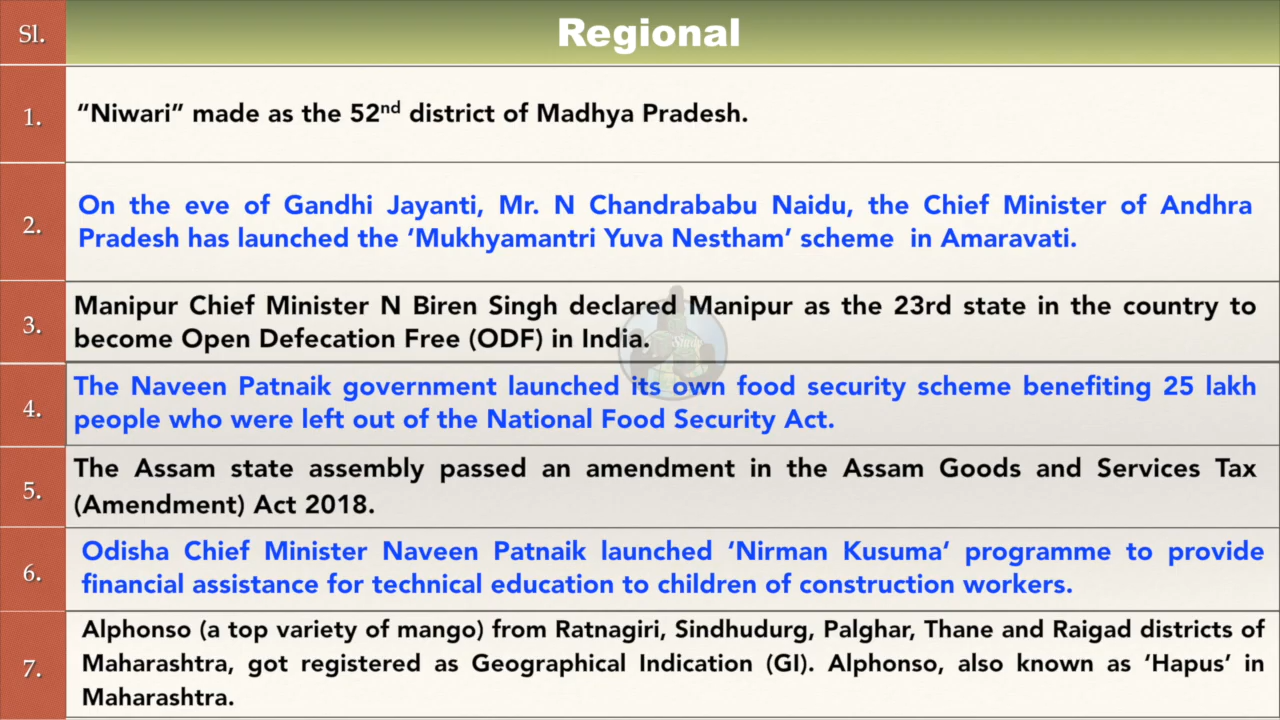 Sl. Regional
1. “Niwari” made as the 52nd district of Madhya Pradesh.
2. On the eve of Gandhi Jayanti, Mr. N Chandrababu Naidu, the Chief Minister of Andhra
Pradesh has launched the ‘Mukhyamantri Yuva Nestham’ scheme in Amaravati.
3. Manipur Chief Minister N Biren Singh declared Manipur as the 23rd state in the country to
become Open Defecation Free (ODF) in India.
Study
4. The Naveen Patnaik government launched its own food security scheme benefiting 25 lakh
people who were left out of the National Food Security Act.
5. The Assam state assembly passed an amendment in the Assam Goods and Services Tax
(Amendment) Act 2018.
6. Odisha Chief Minister Naveen Patnaik launched ‘Nirman Kusuma‘ programme to provide
financial assistance for technical education to children of construction workers.
7. Alphonso (a top variety of mango) from Ratnagiri, Sindhudurg, Palghar, Thane and Raigad districts of
Maharashtra, got registered as Geographical Indication (GI). Alphonso, also known as ‘Hapus’ in
Maharashtra.